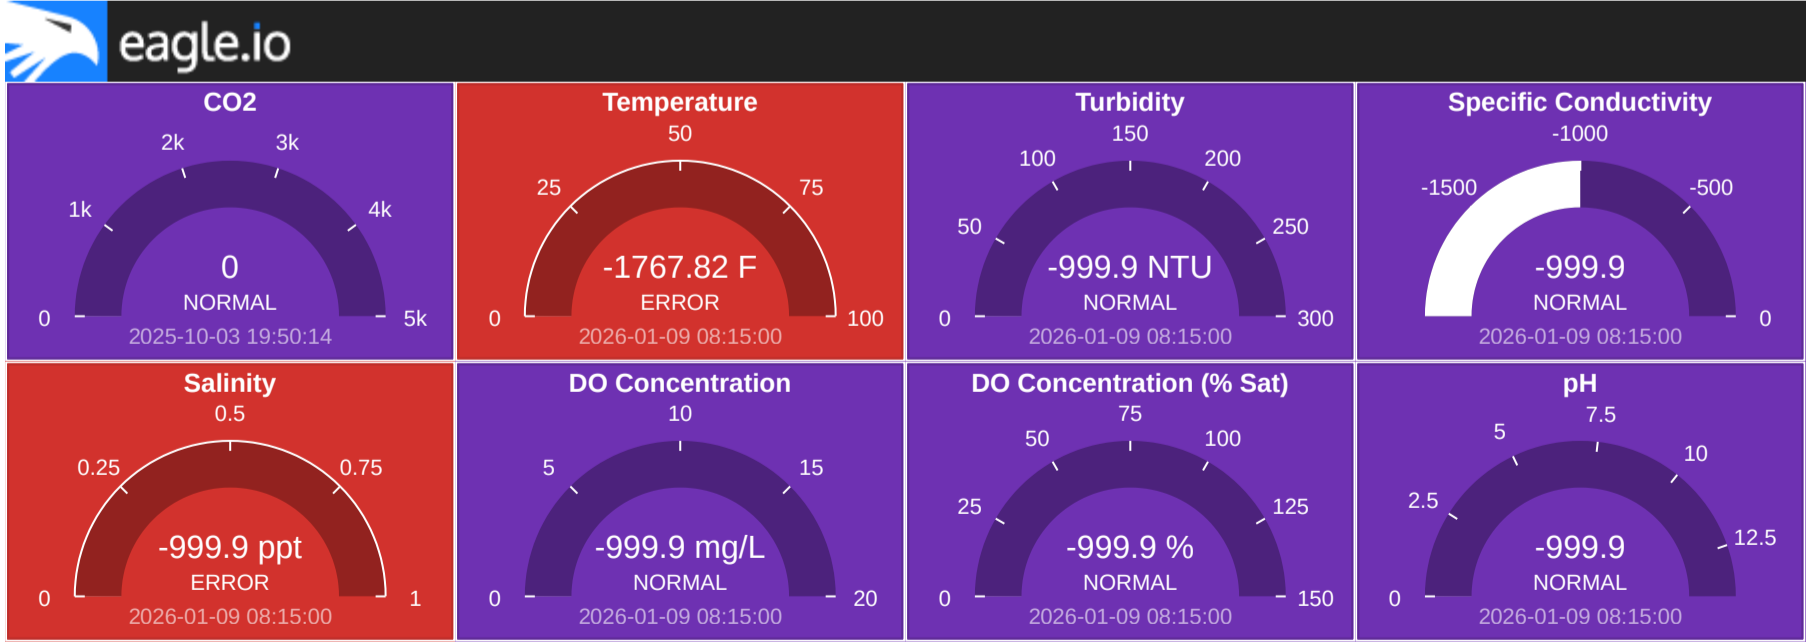 eagle.io
CO2
2k 3k
1k 4k
0
NORMAL
0 5k
2025-10-03 19:50:14
Temperature
50
25 75
-1767.82 F
ERROR
0 100
2026-01-09 08:15:00
Turbidity
150
100 200
50 250
-999.9 NTU
NORMAL
0 300
2026-01-09 08:15:00
Specific Conductivity
-1000
-1500 -500
-999.9
NORMAL
0
2026-01-09 08:15:00
Salinity
0.5
0.25 0.75
-999.9 ppt
ERROR
0 1
2026-01-09 08:15:00
DO Concentration
10
5 15
-999.9 mg/L
NORMAL
0 20
2026-01-09 08:15:00
DO Concentration (% Sat)
75
50 100
25 125
-999.9 %
NORMAL
0 150
2026-01-09 08:15:00
pH
7.5
5 10
2.5 12.5
-999.9
NORMAL
0
2026-01-09 08:15:00